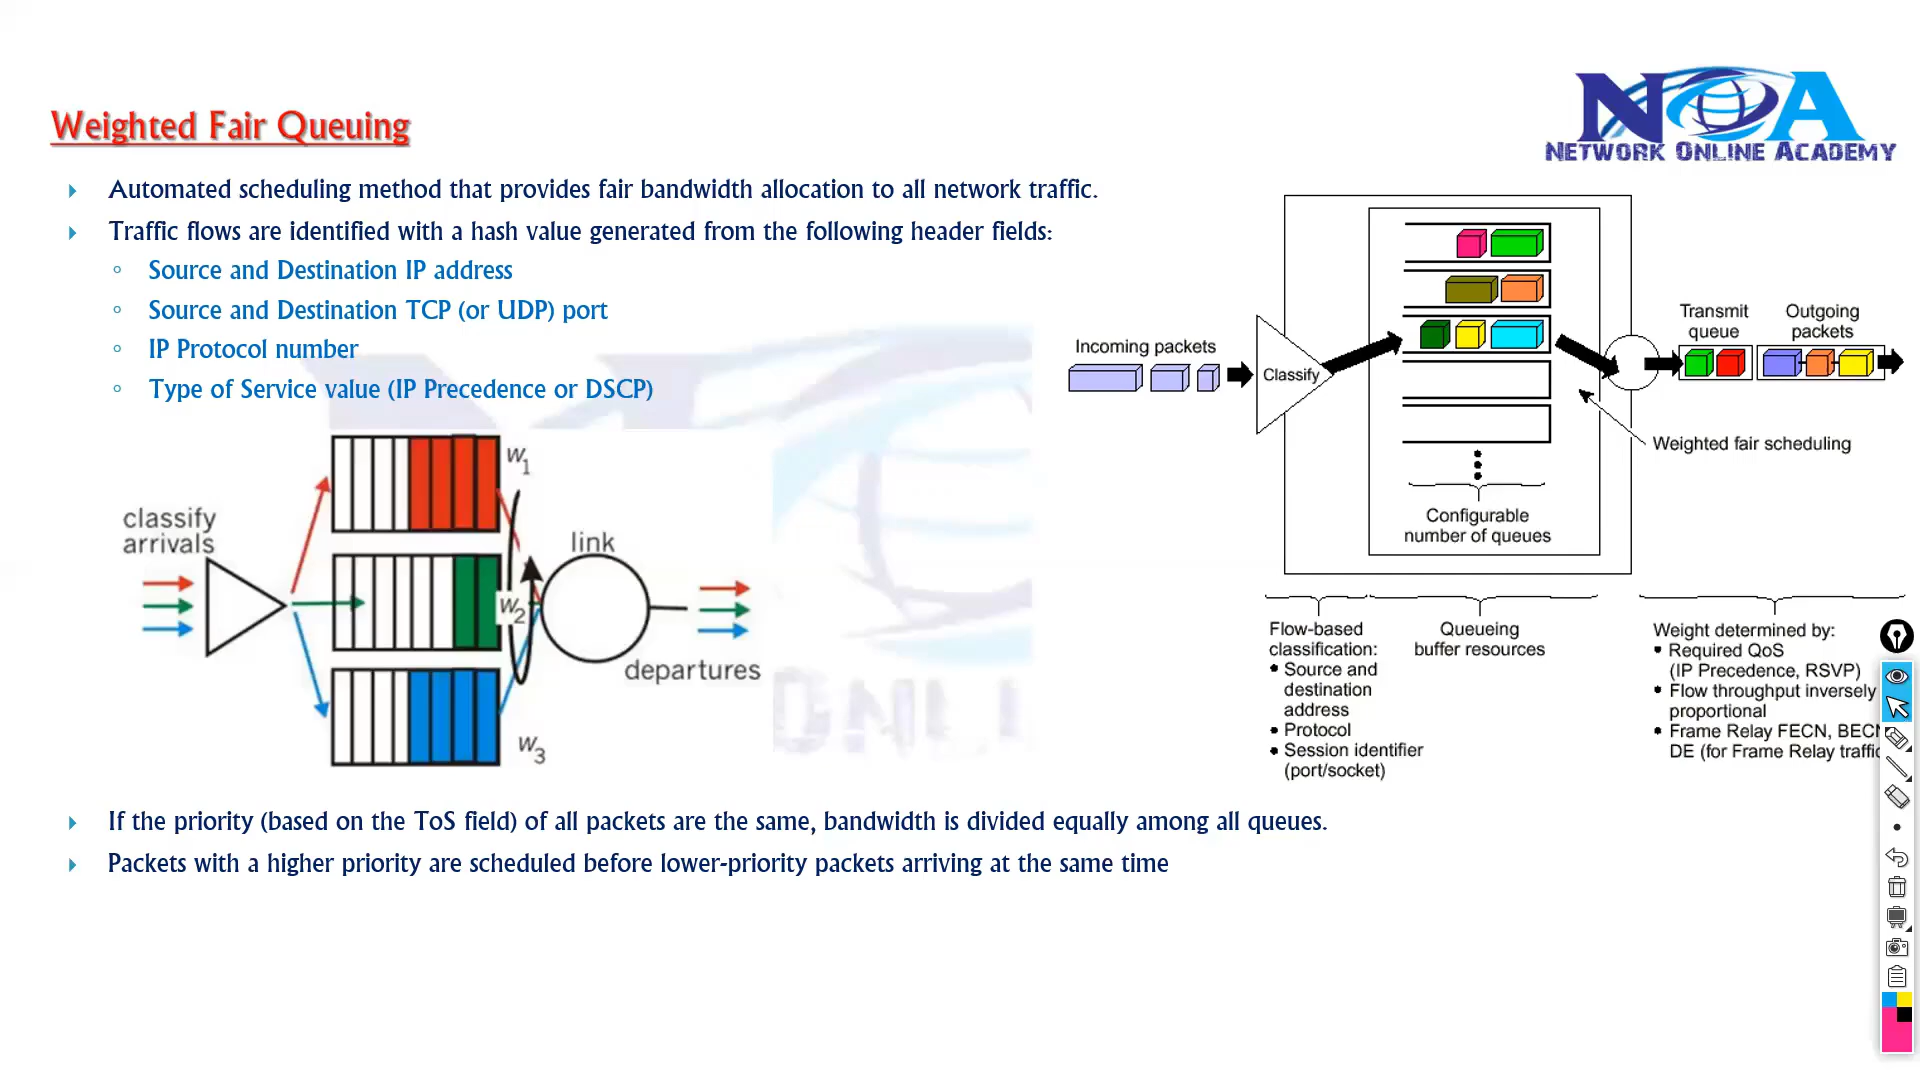 NOA
NETWORK ONLINE ACADEMY
Weighted Fair Queuing
Automated scheduling method that provides fair bandwidth allocation to all network traffic.
Traffic flows are identified with a hash value generated from the following header fields:
Source and Destination IP address
Source and Destination TCP (or UDP) port
IP Protocol number
Type of Service value (IP Precedence or DSCP)
classify
arrivals
w1
w2
w3
link
departures
Incoming packets
Classify
Transmit
queue
Outgoing
packets
Weighted fair scheduling
Configurable
number of queues
Flow-based
classification:
• Source and
destination
address
• Protocol
• Session identifier
(port/socket)
Queueing
buffer resources
Weight determined by:
• Required QoS
(IP Precedence, RSVP)
• Flow throughput inversely
proportional
• Frame Relay FECN, BECN
DE (for Frame Relay traffic
ONLI
If the priority (based on the ToS field) of all packets are the same, bandwidth is divided equally among all queues.
Packets with a higher priority are scheduled before lower-priority packets arriving at the same time